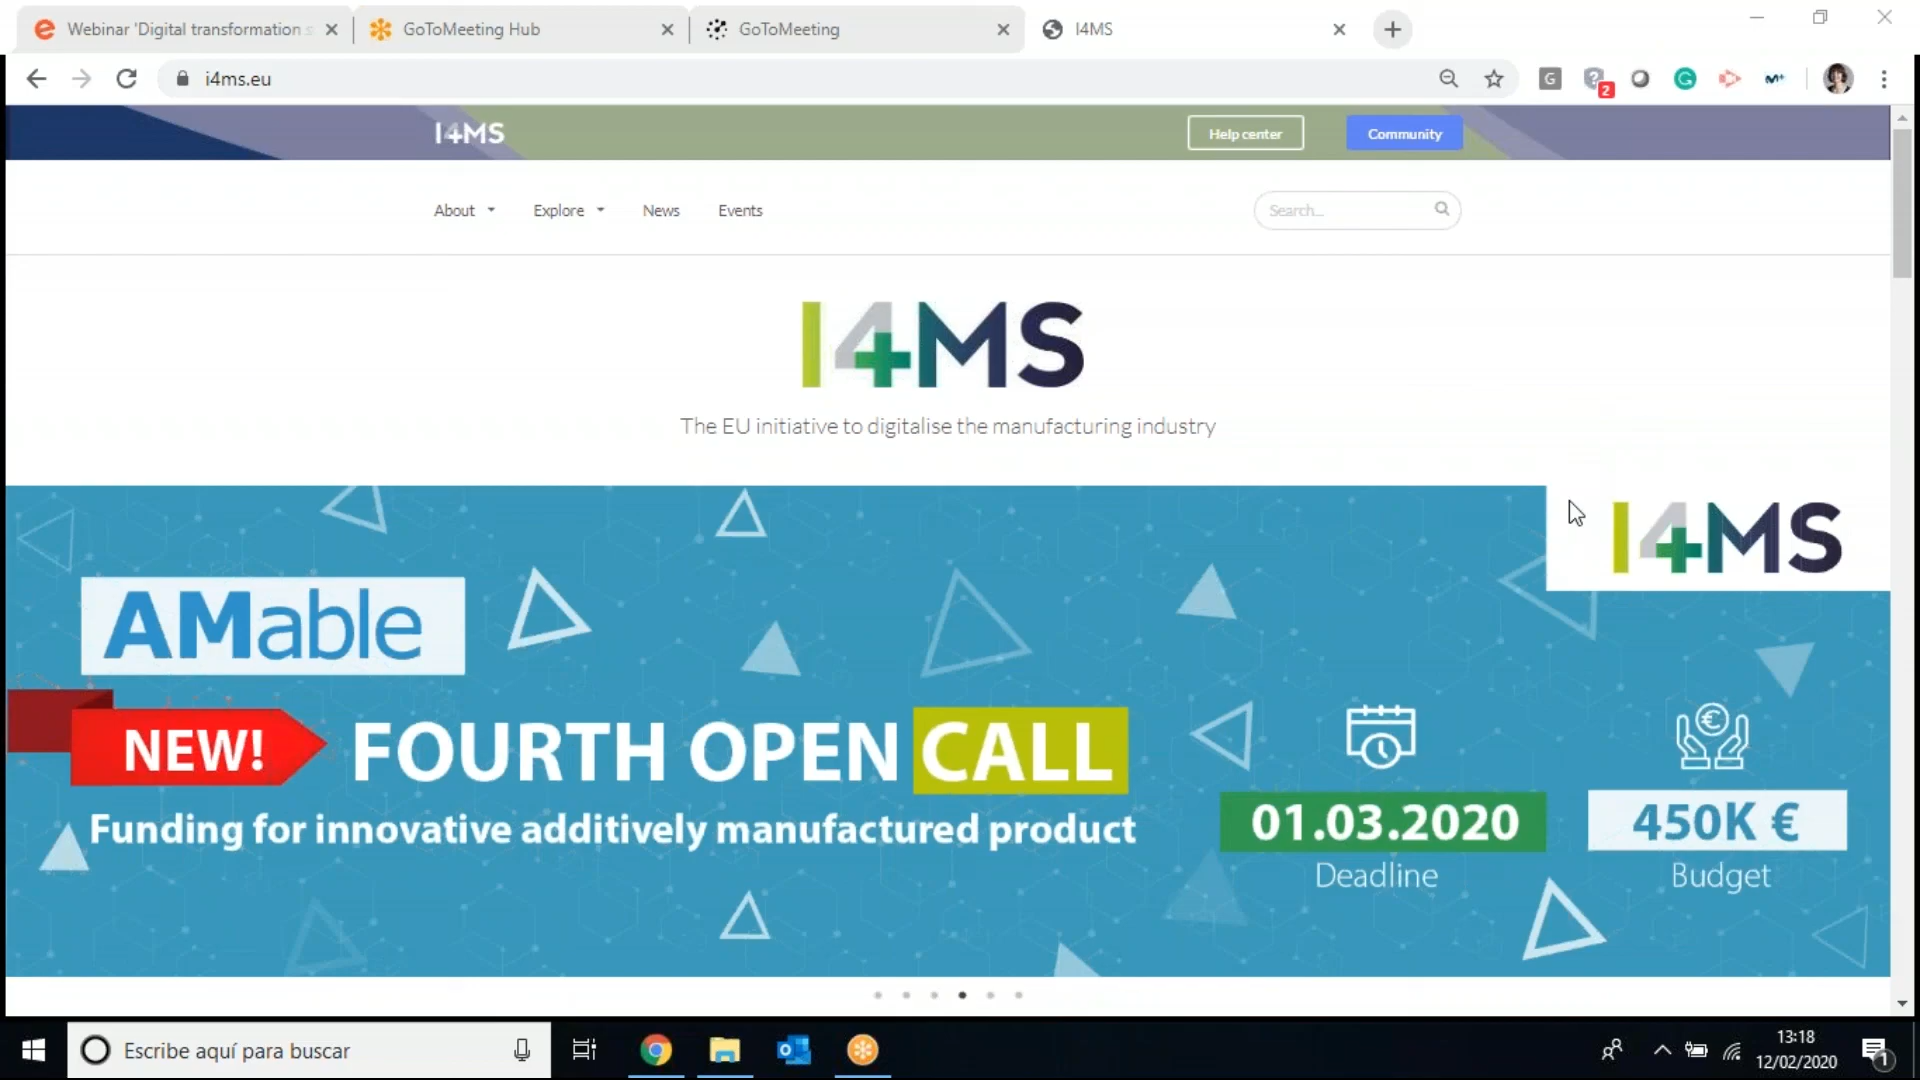 Webinar 'Digital transformation s
GoToMeeting Hub
GoToMeeting
I4MS
i4ms.eu
G
2
I4MS
Help center
Community
About
Explore
News
Events
Search...
I4MS
The EU initiative to digitalise the manufacturing industry
I4MS
AMable
NEW!
FOURTH OPEN CALL
Funding for innovative additively manufactured product
01.03.2020
Deadline
450K €
Budget
Escribe aquí para buscar
13:18
12/02/2020
1